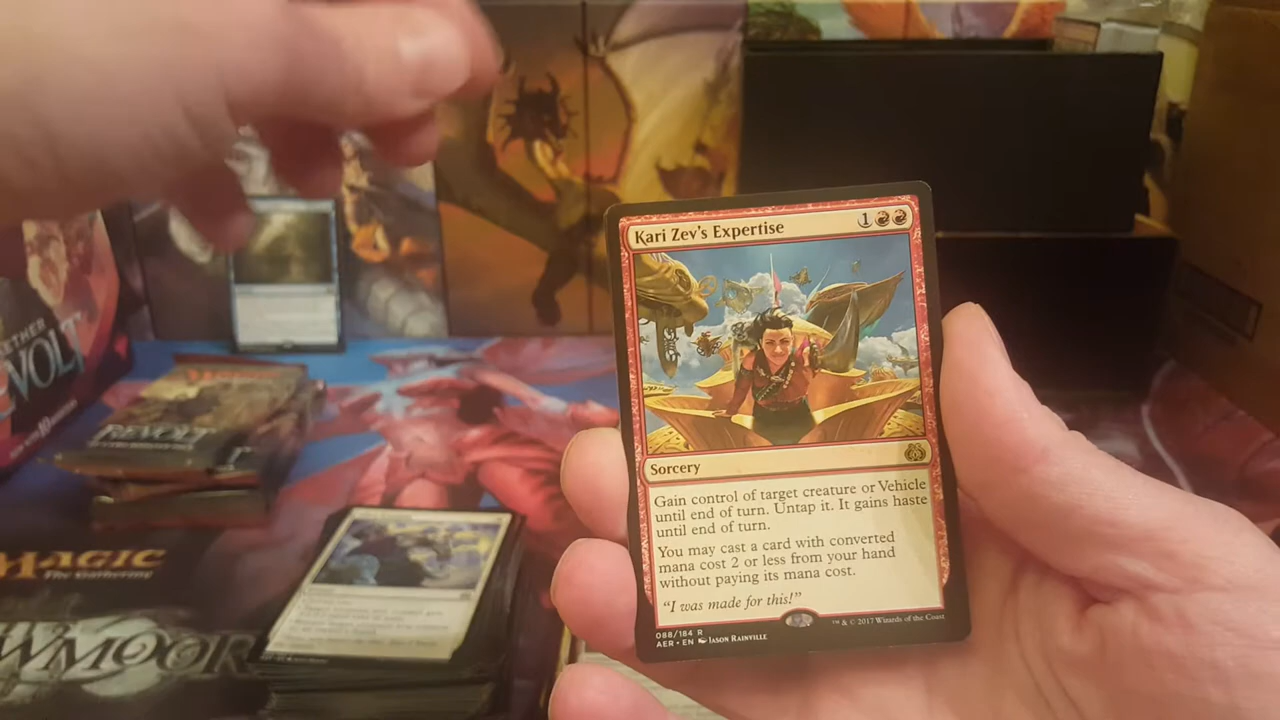 Kari Zev's Expertise
1
Sorcery
Gain control of target creature or Vehicle
until end of turn. Untap it. It gains haste
until end of turn.
You may cast a card with converted
mana cost 2 or less from your hand
without paying its mana cost.
“I was made for this!”
088/184 R
AER • EN JASON RAINVILLE
™ & © 2017 Wizards of the Coast
REVOLT
MAGIC
The Gathering